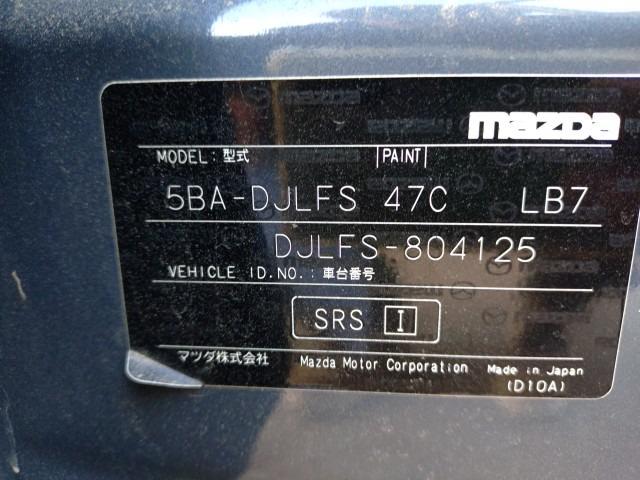 mazda
MODEL : 型式 PAINT
5BA-DJLFS 47C LB7
DJLFS-804125
VEHICLE ID.NO. : 車台番号
SRS I
マツダ株式会社 Mazda Motor Corporation Made in Japan
(D10A)